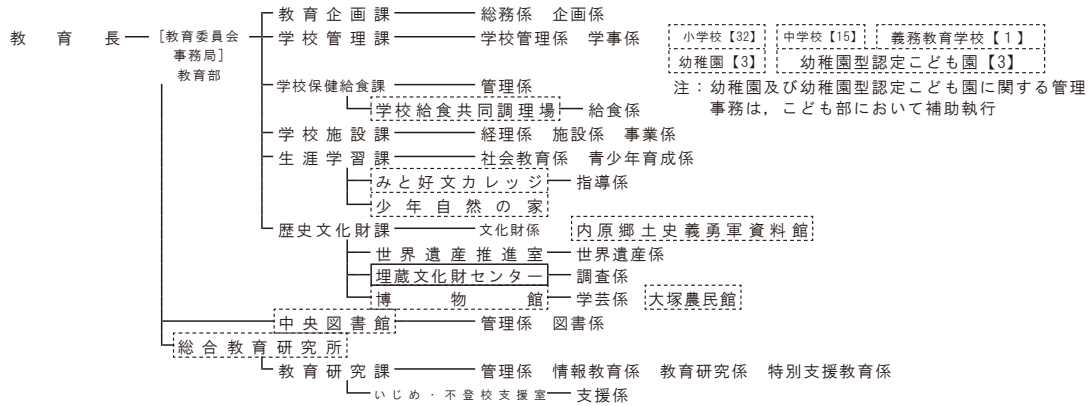 教育企画課 総務係 企画係
教育長 [教育委員会 学校管理課 学校管理係 学事係 小学校【32】 中学校【15】 義務教育学校【1】
事務局]
教育部 幼稚園【3】 幼稚園型認定こども園【3】
学校保健給食課 管理係 注:幼稚園及び幼稚園型認定こども園に関する管理
学校給食共同調理場 給食係 事務は,こども部において補助執行
学校施設課 経理係 施設係 事業係
生涯学習課 社会教育係 青少年育成係
みと好文カレッジ 指導係
少年自然の家
歴史文化財課 文化財係 内原郷土史義勇軍資料館
世界遺産推進室 世界遺産係
埋蔵文化財センター 調査係
博物館 学芸係 大塚農民館
中央図書館 管理係 図書係
総合教育研究所
教育研究課 管理係 情報教育係 教育研究係 特別支援教育係
いじめ・不登校支援室 支援係